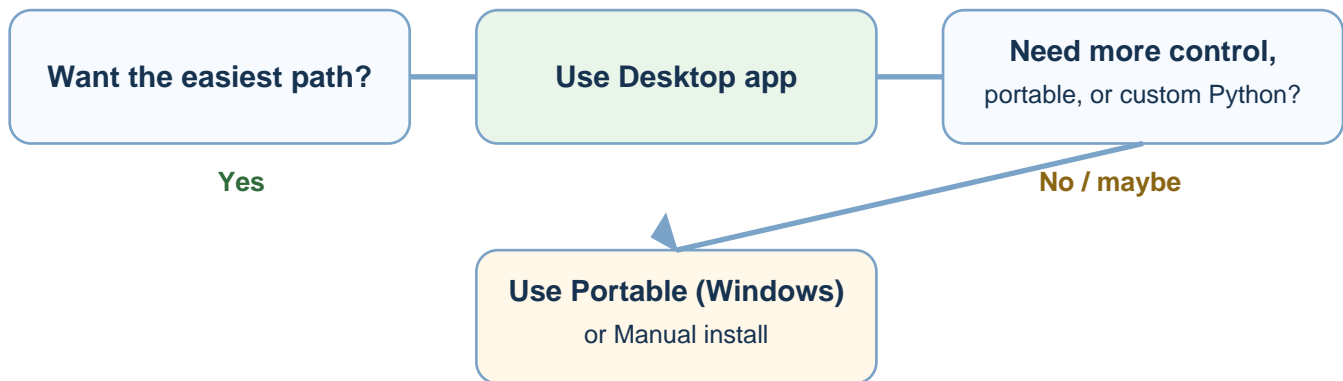 Want the easiest path?
Use Desktop app
Need more control,
portable, or custom Python?
Yes
No / maybe
Use Portable (Windows)
or Manual install